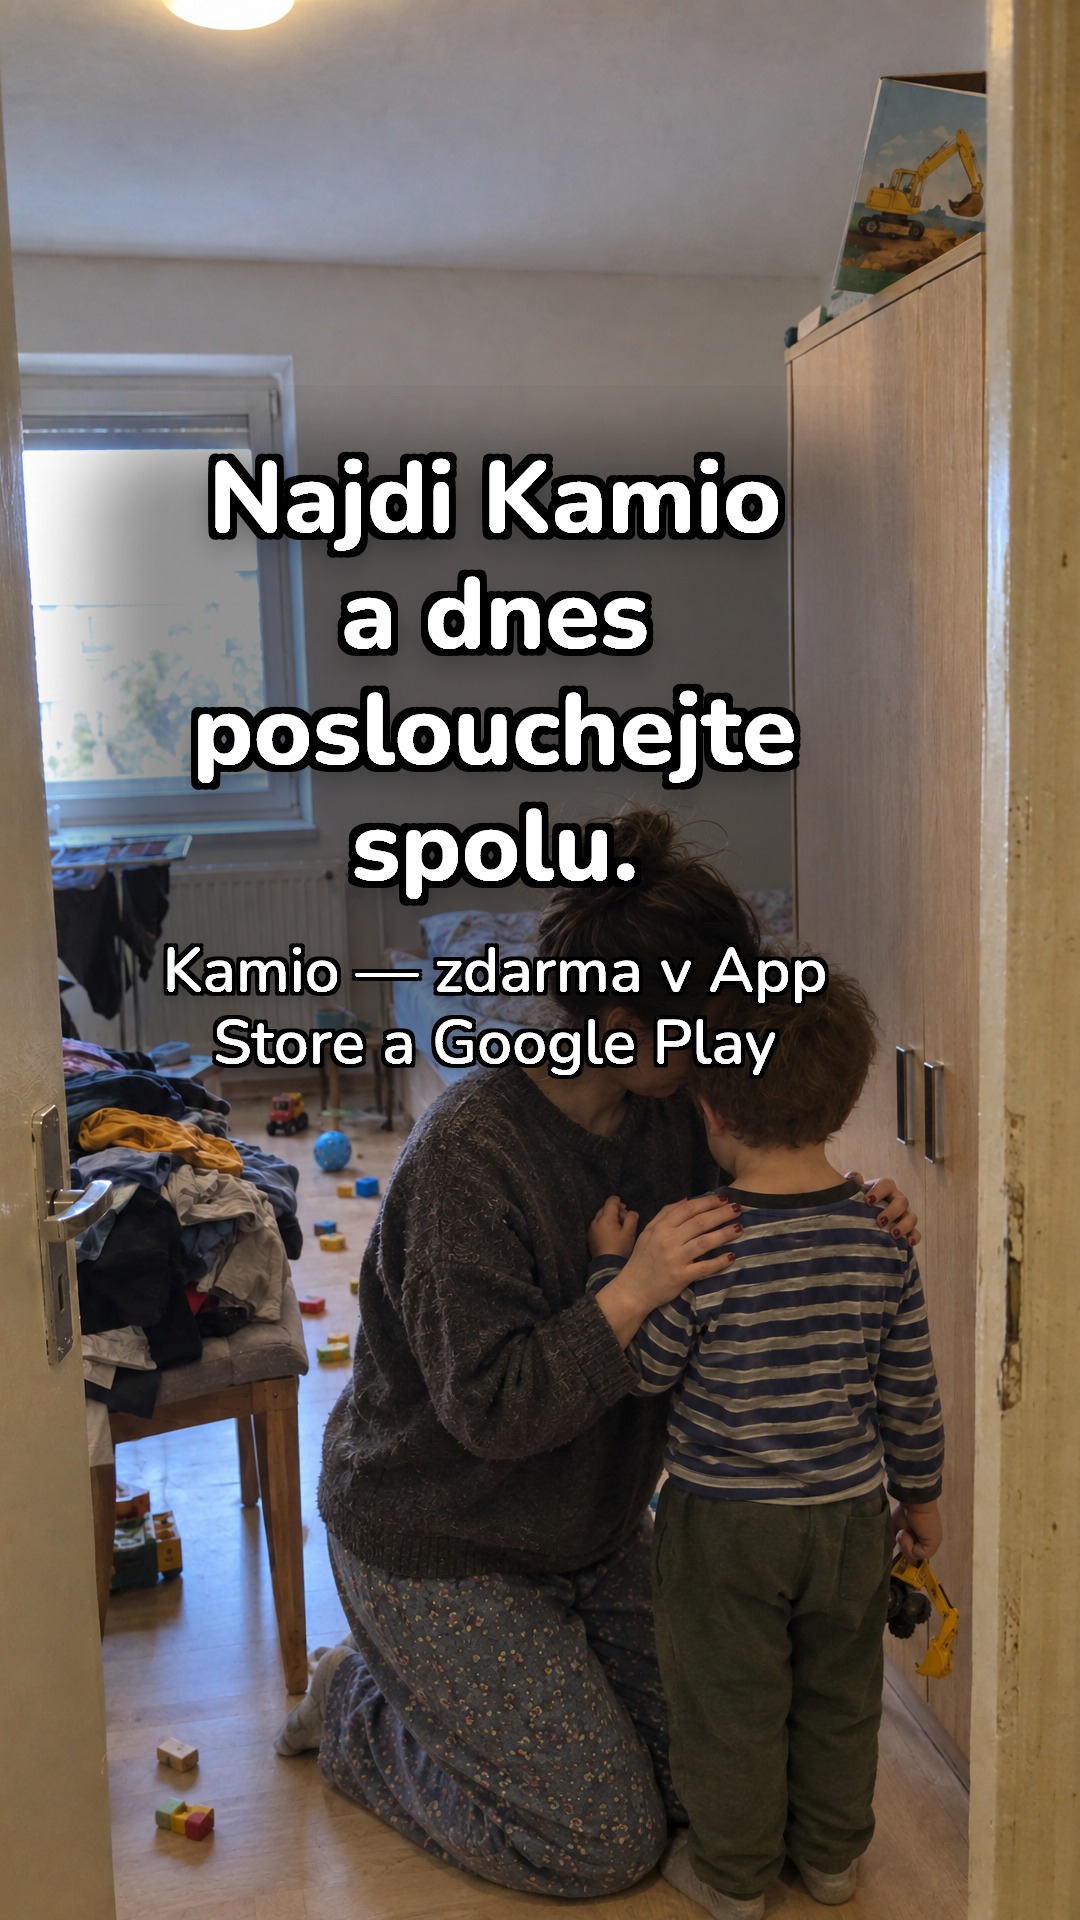 Najdi Kamio
a dnes
poslouchejte
spolu.
Kamio — zdarma v App
Store a Google Play